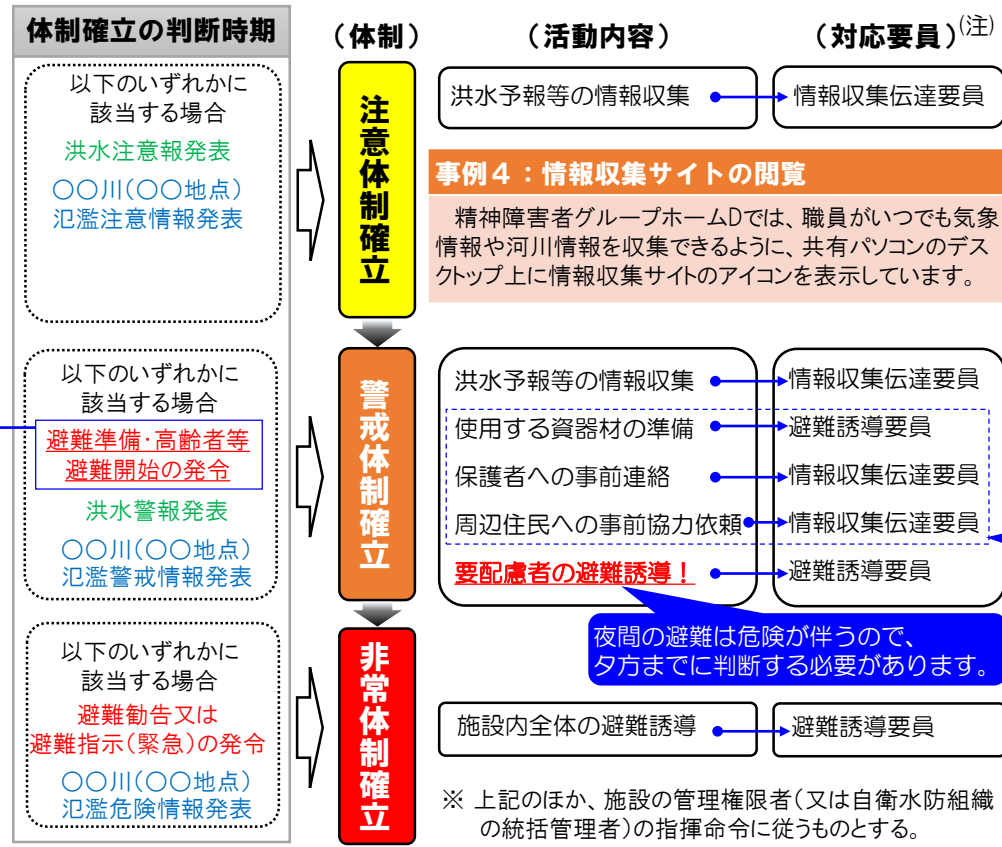 体制確立の判断時期
(体制)
(活動内容)
(対応要員)(注)
以下のいずれかに
該当する場合
洪水注意報発表
〇〇川(〇〇地点)
氾濫注意情報発表
注意体制確立
洪水予報等の情報収集
情報収集伝達要員
事例4：情報収集サイトの閲覧
精神障害者グループホームDでは、職員がいつでも気象
情報や河川情報を収集できるように、共有パソコンのデス
クトップ上に情報収集サイトのアイコンを表示しています。
以下のいずれかに
該当する場合
避難準備・高齢者等
避難開始の発令
洪水警報発表
〇〇川(〇〇地点)
氾濫警戒情報発表
警戒体制確立
洪水予報等の情報収集
情報収集伝達要員
使用する資器材の準備
避難誘導要員
保護者への事前連絡
情報収集伝達要員
周辺住民への事前協力依頼
情報収集伝達要員
要配慮者の避難誘導！
避難誘導要員
夜間の避難は危険が伴うので、
夕方までに判断する必要があります。
以下のいずれかに
該当する場合
避難勧告又は
避難指示(緊急)の発令
〇〇川(〇〇地点)
氾濫危険情報発表
非常体制確立
施設内全体の避難誘導
避難誘導要員
※ 上記のほか、施設の管理権限者(又は自衛水防組織
の統括管理者)の指揮命令に従うものとする。